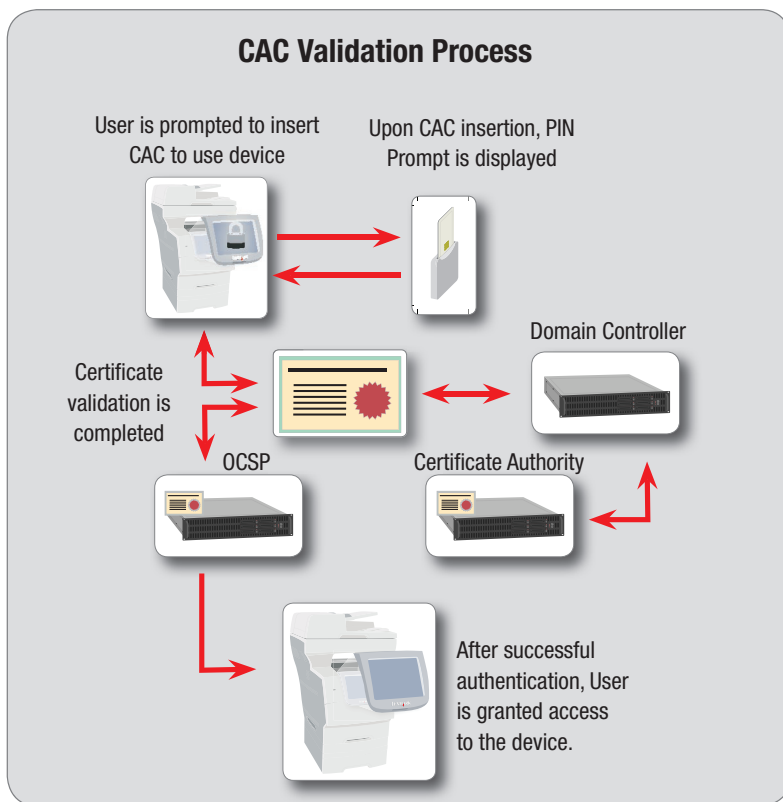 CAC Validation Process
User is prompted to insert
CAC to use device
Upon CAC insertion, PIN
Prompt is displayed
Domain Controller
Certificate
validation is
completed
OCSP
Certificate Authority
After successful
authentication, User
is granted access
to the device.